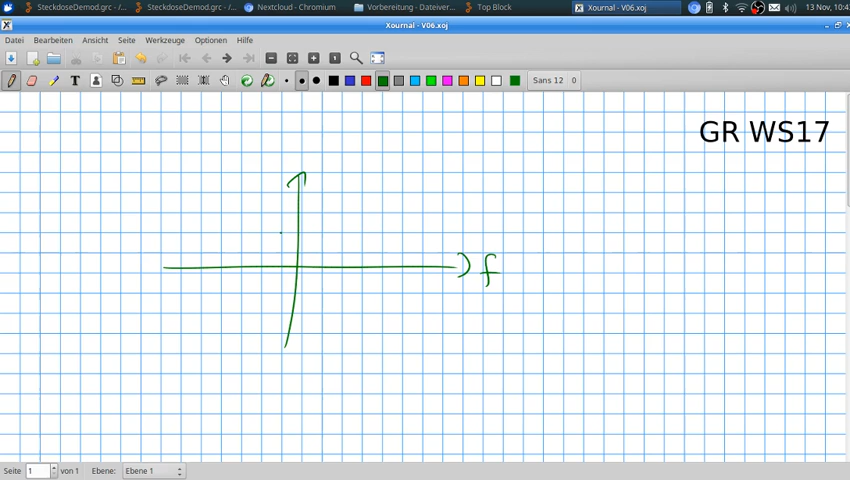 SteckdoseDemod.grc - /...
SteckdoseDemod.grc - /...
Nextcloud - Chromium
Vorbereitung - Dateiver...
Top Block
Xournal - V06.xoj
13 Nov, 10:4
Xournal - V06.xoj
Datei Bearbeiten Ansicht Seite Werkzeuge Optionen Hilfe
T
Sans 12 0
GR WS17
f
Seite 1 von 1 Ebene: Ebene 1